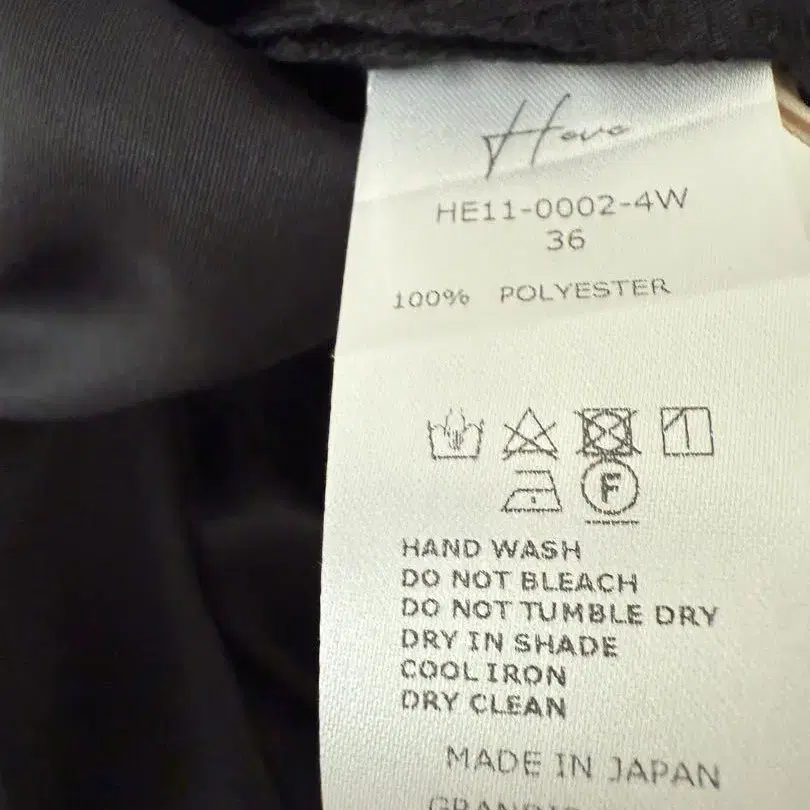 HE11-0002-4W
36
100% POLYESTER
F
HAND WASH
DO NOT BLEACH
DO NOT TUMBLE DRY
DRY IN SHADE
COOL IRON
DRY CLEAN
MADE IN JAPAN